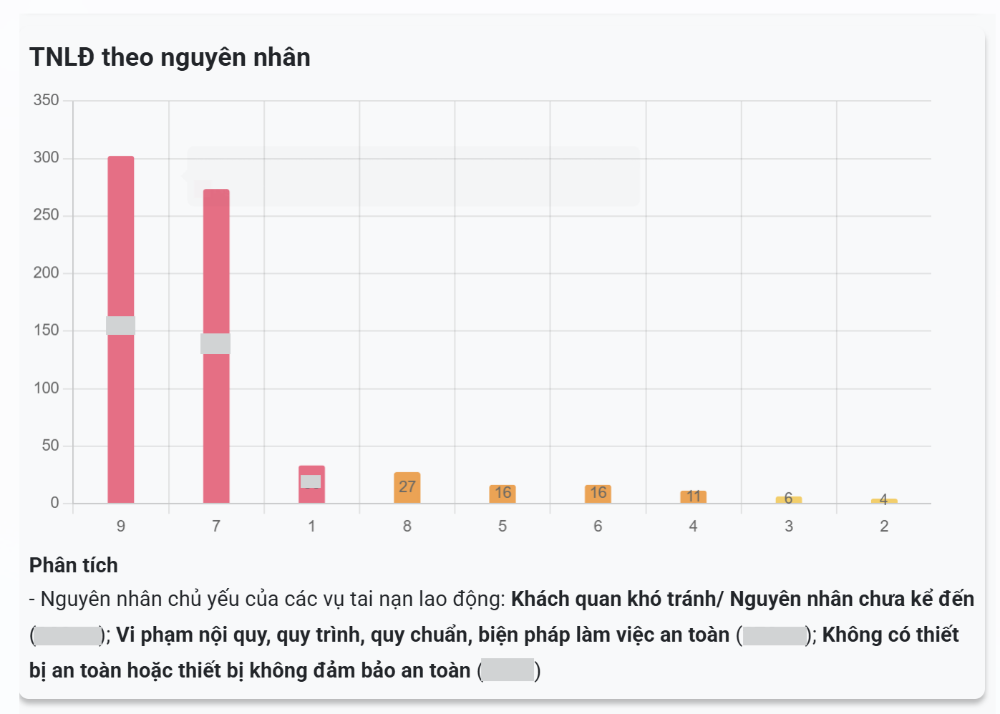 TNLĐ theo nguyên nhân
350
300
250
200
150
100
50
0
27
16
16
11
6
4
9 7 1 8 5 6 4 3 2
Phân tích
- Nguyên nhân chủ yếu của các vụ tai nạn lao động: Khách quan khó tránh/ Nguyên nhân chưa kể đến
( ); Vi phạm nội quy, quy trình, quy chuẩn, biện pháp làm việc an toàn ( ); Không có thiết
bị an toàn hoặc thiết bị không đảm bảo an toàn ( )